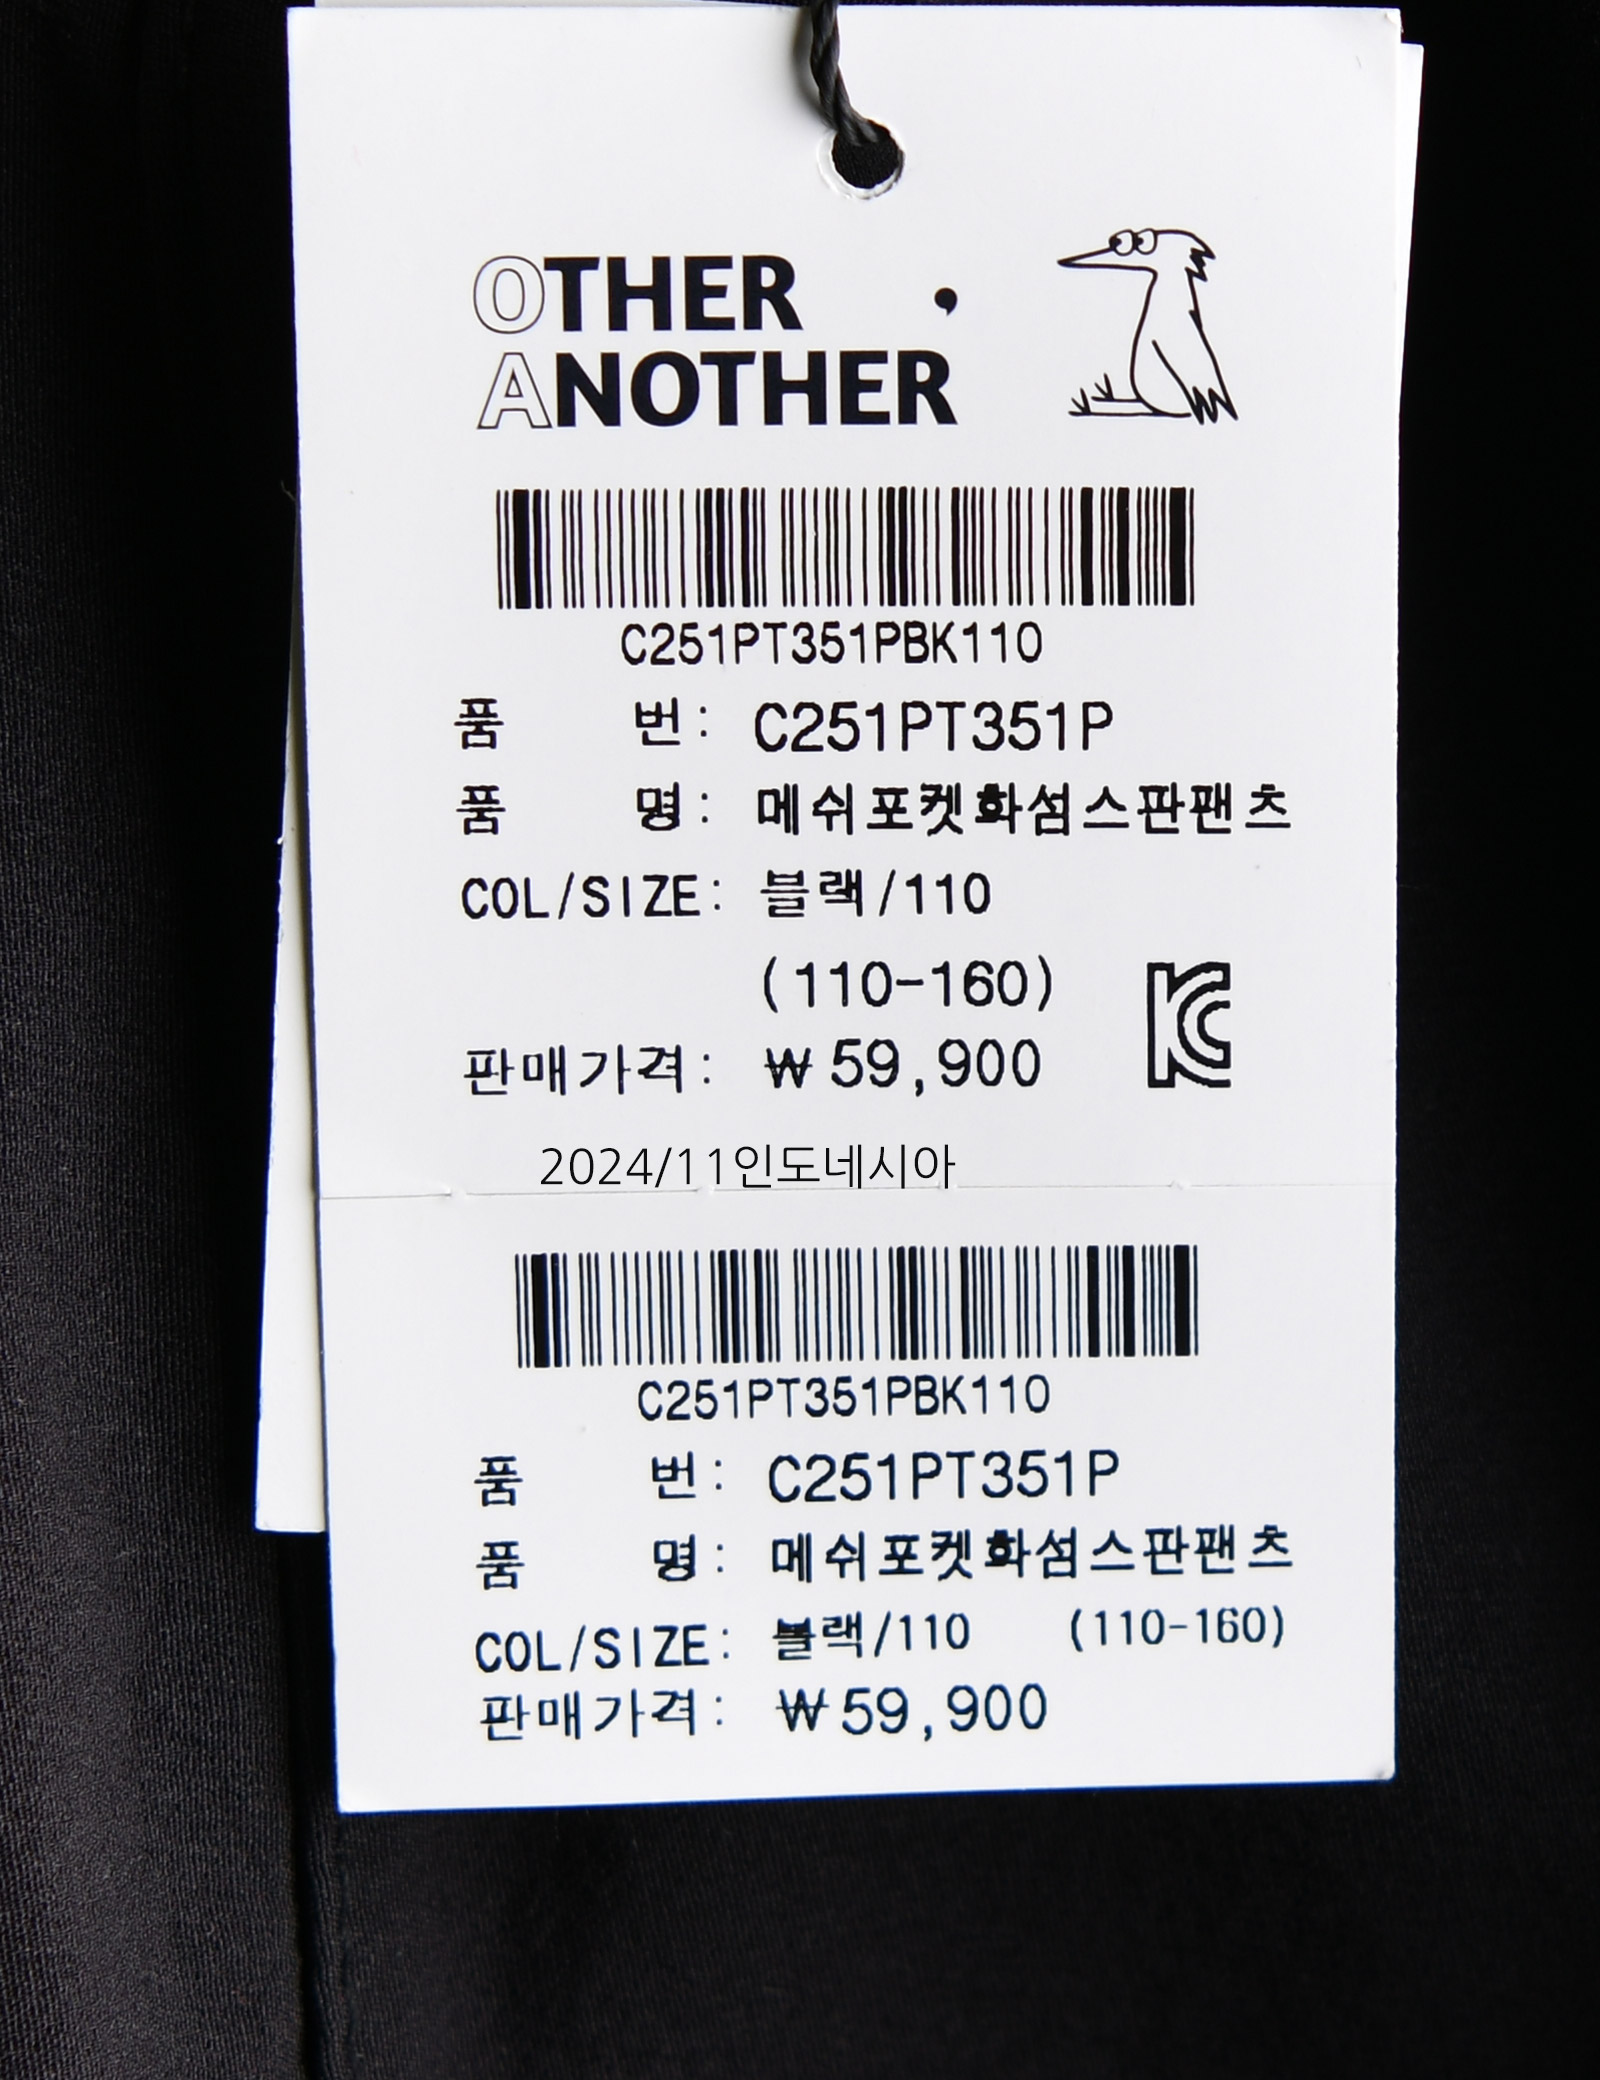 OTHER
ANOTHER
C251PT351PBK110
품 번: C251PT351P
품 명: 메쉬포켓화섬스판팬츠
COL/SIZE: 블랙/110
(110-160)
KC
판매가격: ₩59,900
2024/11인도네시아
C251PT351PBK110
품 번: C251PT351P
품 명: 메쉬포켓화섬스판팬츠
COL/SIZE: 블랙/110 (110-160)
판매가격: ₩59,900